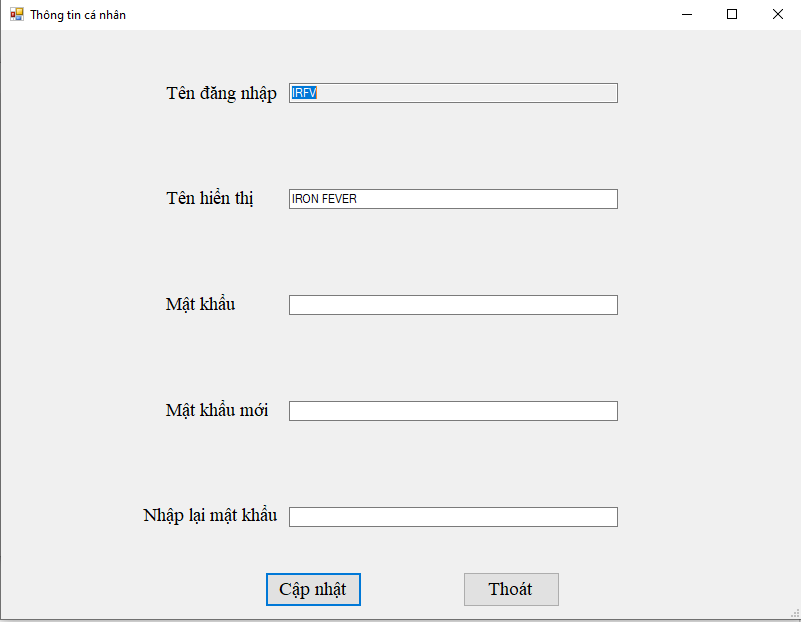 Thông tin cá nhân
Tên đăng nhập IRFV
Tên hiển thị IRON FEVER
Mật khẩu
Mật khẩu mới
Nhập lại mật khẩu
Cập nhật Thoát